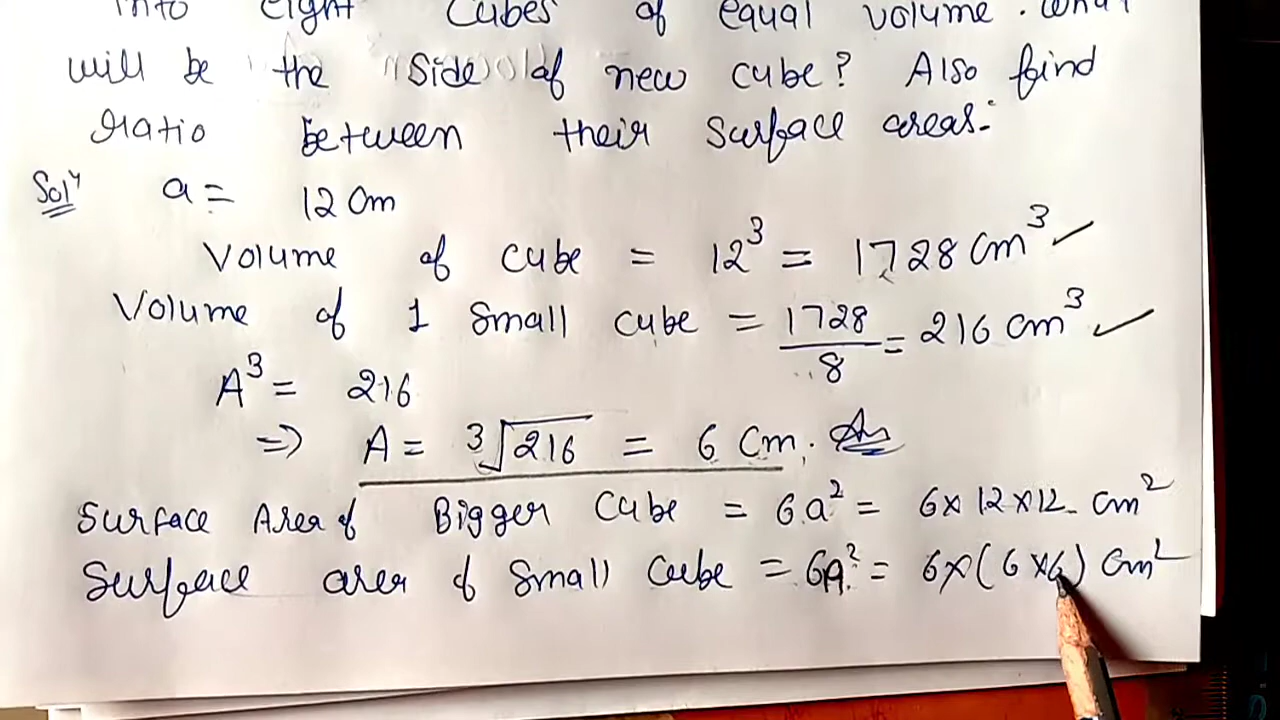 into eight cubes of equal volume. What
will be the side of new cube? Also find
ratio between their surface areas.
Solⁿ a = 12 Cm
Volume of cube = 12³ = 1728 cm³ ✓
Volume of 1 Small cube = 1728/8 = 216 cm³ ✓
A³ = 216
=> A = ³√216 = 6 Cm. Ans
Surface Area of Bigger Cube = 6a² = 6×12×12 cm²
Surface area of Small Cube = 6A² = 6×(6×6) cm²